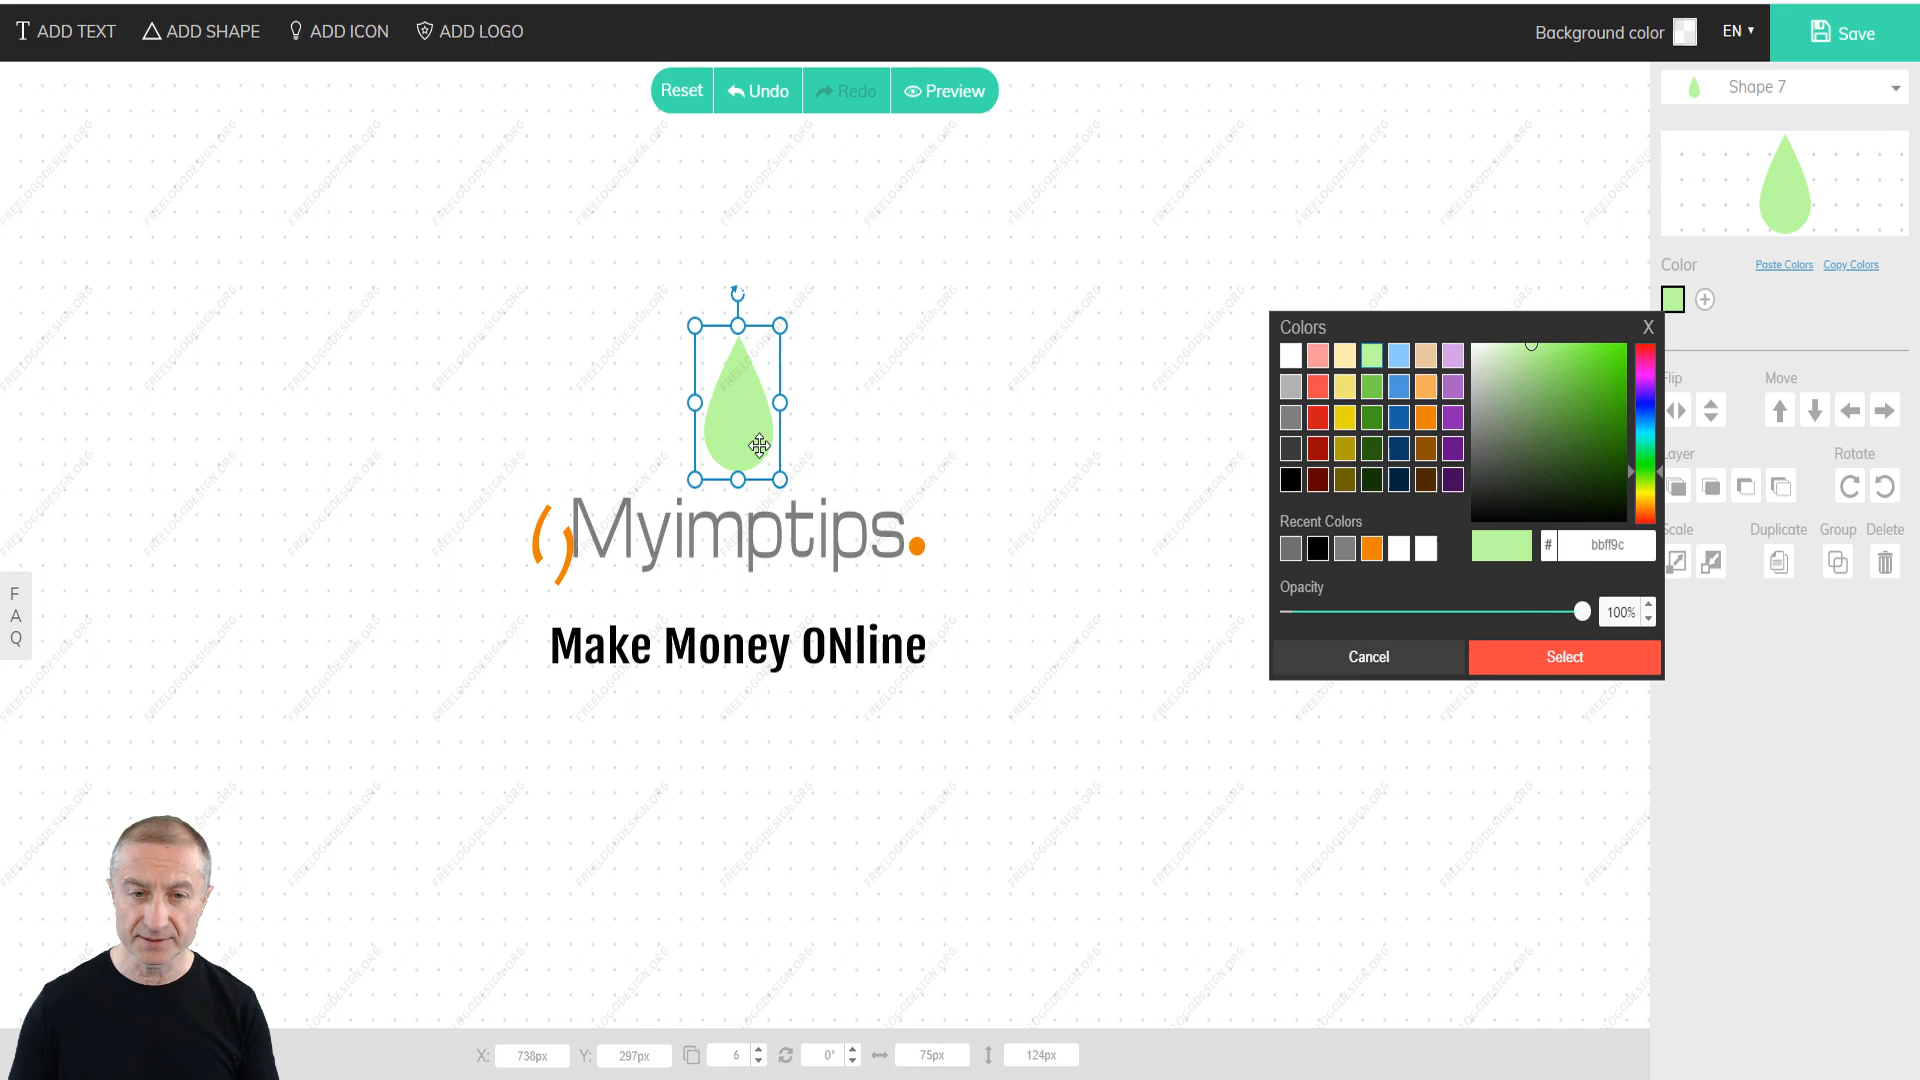 T ADD TEXT
ADD SHAPE
ADD ICON
ADD LOGO
Background color
EN
Save
Reset
Undo
Redo
Preview
Shape 7
Color
Paste Colors
Copy Colors
Colors
X
Flip
Move
Layer
Rotate
Recent Colors
# bbff9c
Scale
Duplicate
Group
Delete
Opacity
100%
Cancel
Select
Myimptips.
Make Money ONline
F
A
Q
X: 738px
Y: 297px
6
0°
75px
124px
FREELOGODESIGN.ORG